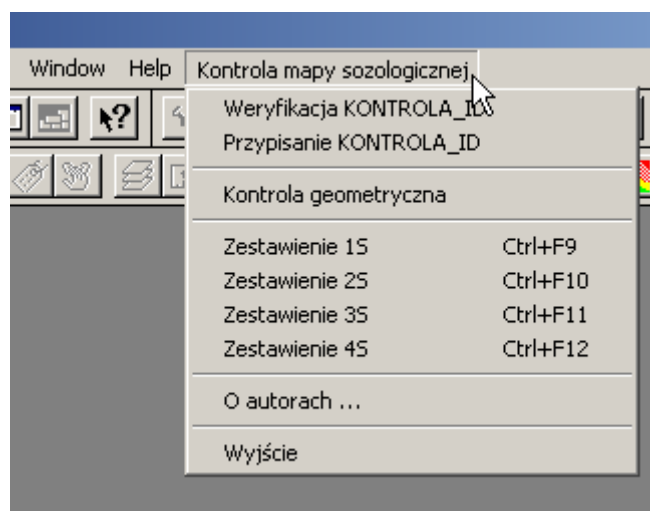 Window Help Kontrola mapy sozologicznej
Weryfikacja KONTROLA_ID
Przypisanie KONTROLA_ID
Kontrola geometryczna
Zestawienie 1S Ctrl+F9
Zestawienie 2S Ctrl+F10
Zestawienie 3S Ctrl+F11
Zestawienie 4S Ctrl+F12
O autorach ...
Wyjście